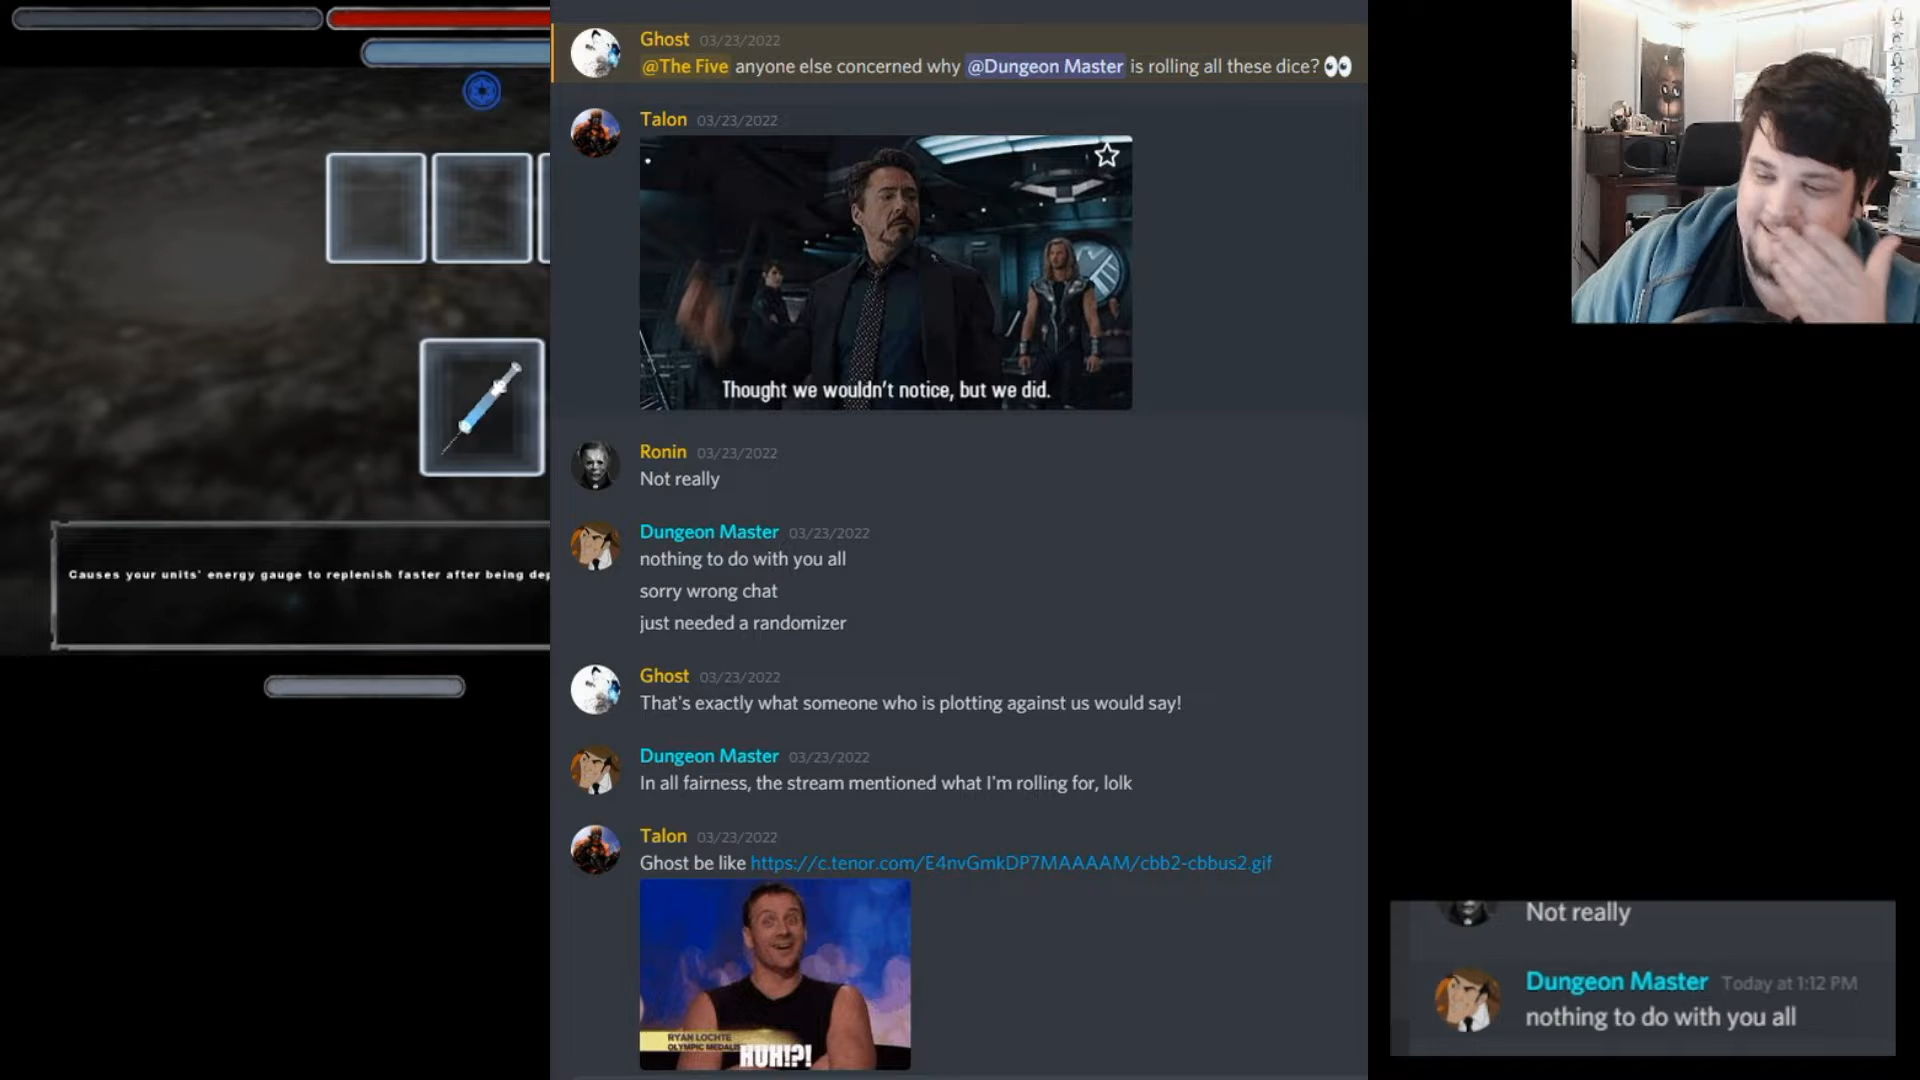 Ghost 03/23/2022
@The Five anyone else concerned why @Dungeon Master is rolling all these dice? 👀
Talon 03/23/2022
Thought we wouldn't notice, but we did.
Ronin 03/23/2022
Not really
Dungeon Master 03/23/2022
nothing to do with you all
sorry wrong chat
just needed a randomizer
Ghost 03/23/2022
That's exactly what someone who is plotting against us would say!
Dungeon Master 03/23/2022
In all fairness, the stream mentioned what I'm rolling for, lolk
Talon 03/23/2022
Ghost be like https://c.tenor.com/E4nvGmkDP7MAAAAM/cbb2-cbbus2.gif
RYAN LOCHTE
OLYMPIC MEDALIS
HUH!?!
Causes your units' energy gauge to replenish faster after being dep
Not really
Dungeon Master Today at 1:12 PM
nothing to do with you all